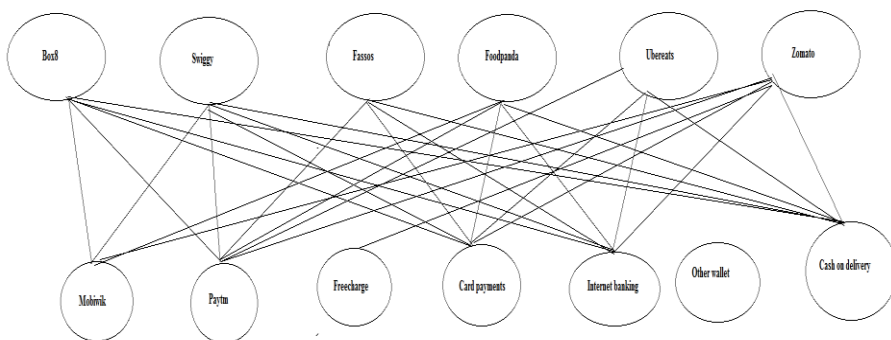 Box8
Swiggy
Fassos
Foodpanda
Ubereats
Zomato
Mobiwik
Paytm
Freecharge
Card payments
Internet banking
Other wallet
Cash on delivery